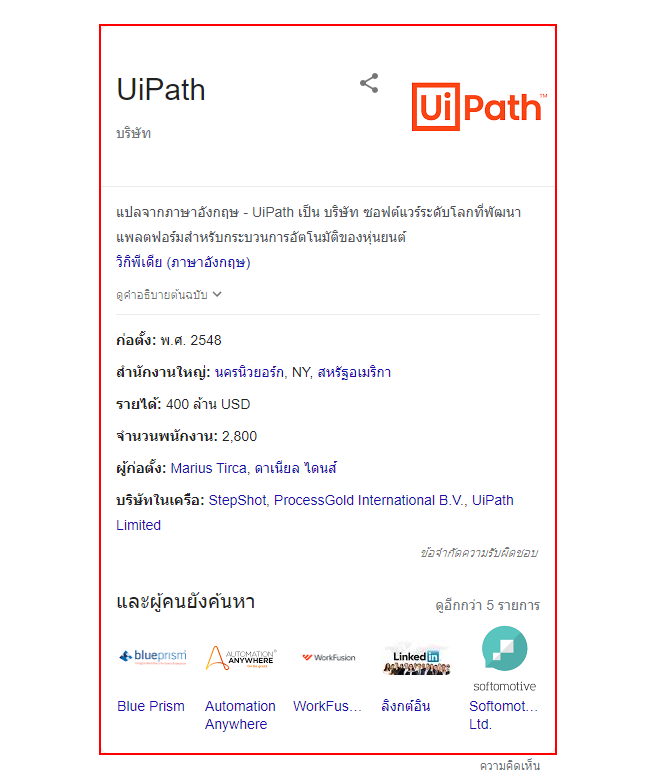 UiPath
UiPath™
บริษัท
แปลจากภาษาอังกฤษ - UiPath เป็น บริษัท ซอฟต์แวร์ระดับโลกที่พัฒนา
แพลตฟอร์มสำหรับกระบวนการอัตโนมัติของหุ่นยนต์
วิกิพีเดีย (ภาษาอังกฤษ)
ดูคำอธิบายต้นฉบับ
ก่อตั้ง: พ.ศ. 2548
สำนักงานใหญ่: นครนิวยอร์ก, NY, สหรัฐอเมริกา
รายได้: 400 ล้าน USD
จำนวนพนักงาน: 2,800
ผู้ก่อตั้ง: Marius Tirca, ดาเนียล ไดนส์
บริษัทในเครือ: StepShot, ProcessGold International B.V., UiPath
Limited
ข้อจำกัดความรับผิดชอบ
และผู้คนยังค้นหา
ดูอีกกว่า 5 รายการ
blueprism
AUTOMATION
ANYWHERE
WorkFusion
Linkedin
softomotive
Blue Prism
Automation
Anywhere
WorkFus...
ลิงกต์อิน
Softomot...
Ltd.
ความคิดเห็น